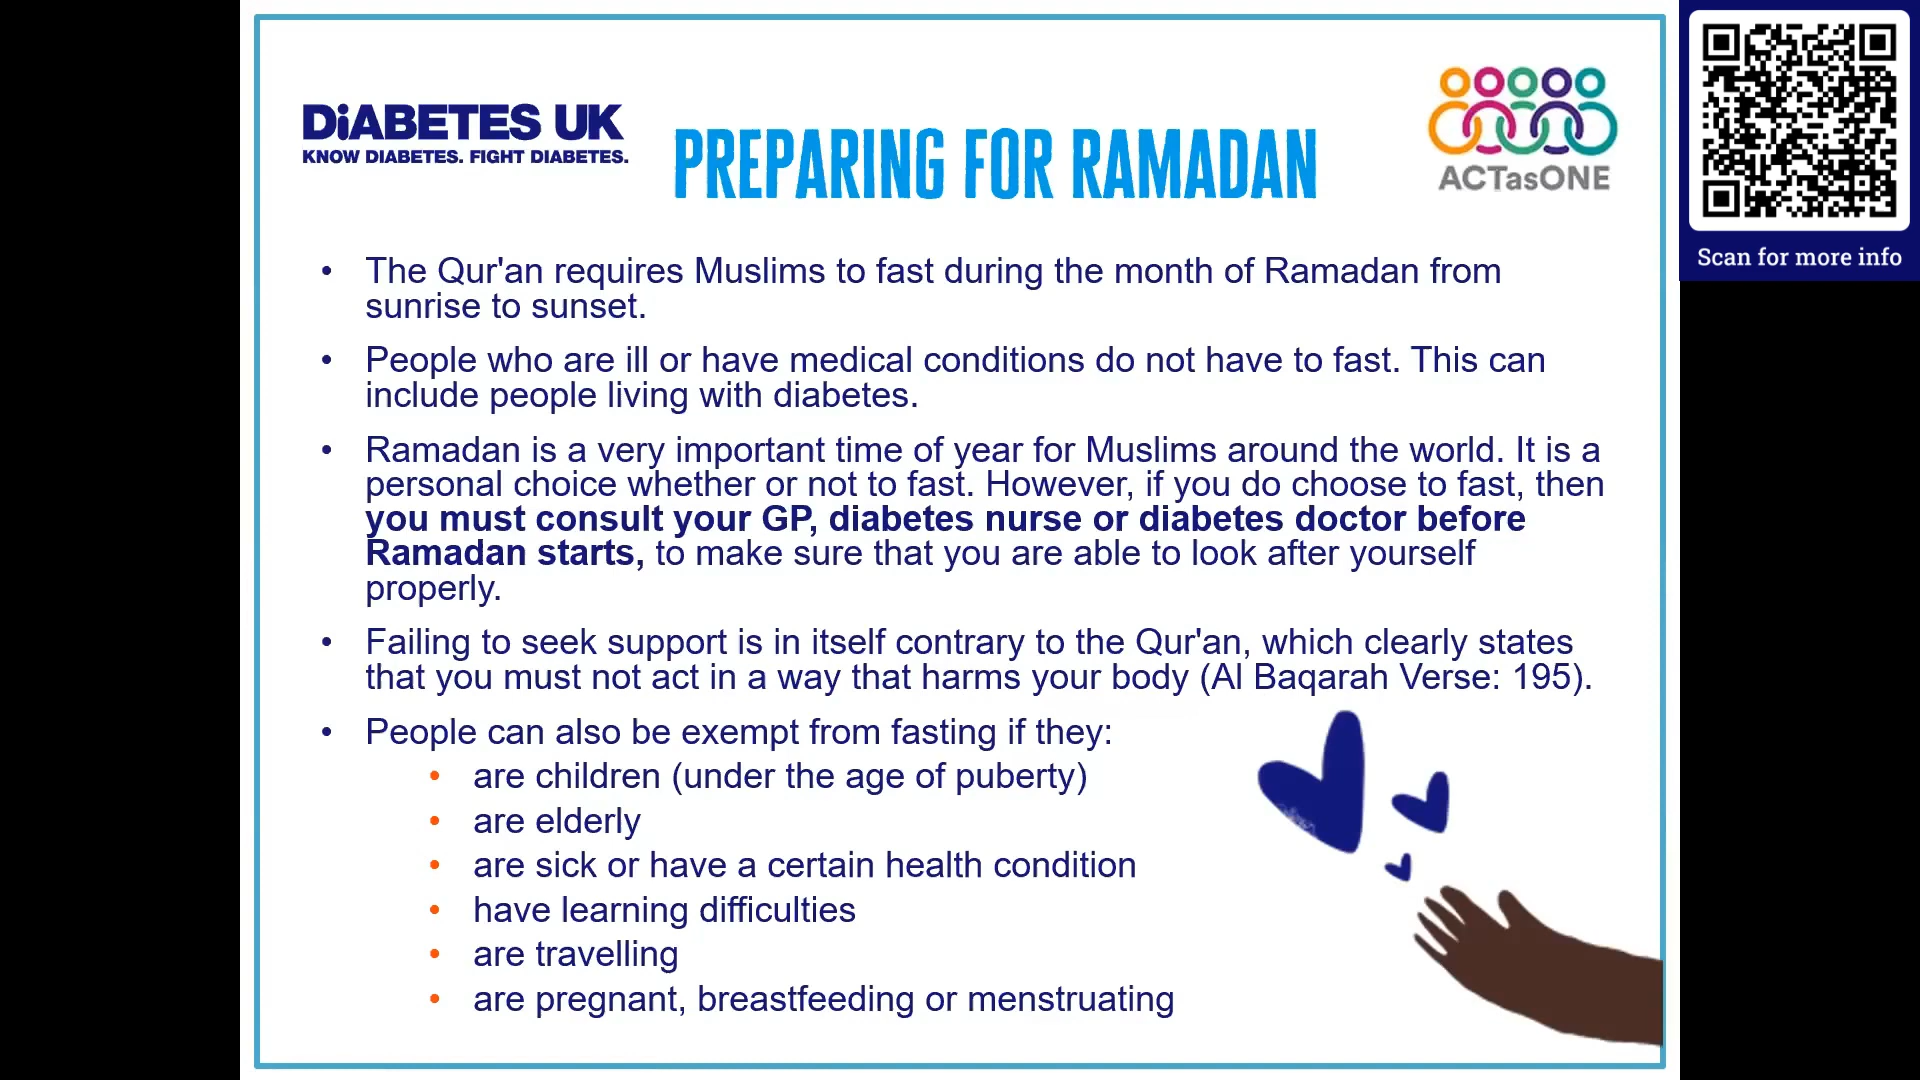 DiABETES UK
KNOW DIABETES. FIGHT DIABETES.
PREPARING FOR RAMADAN
ACTasONE
Scan for more info
• The Qur'an requires Muslims to fast during the month of Ramadan from
sunrise to sunset.
• People who are ill or have medical conditions do not have to fast. This can
include people living with diabetes.
• Ramadan is a very important time of year for Muslims around the world. It is a
personal choice whether or not to fast. However, if you do choose to fast, then
you must consult your GP, diabetes nurse or diabetes doctor before
Ramadan starts, to make sure that you are able to look after yourself
properly.
• Failing to seek support is in itself contrary to the Qur'an, which clearly states
that you must not act in a way that harms your body (Al Baqarah Verse: 195).
• People can also be exempt from fasting if they:
• are children (under the age of puberty)
• are elderly
• are sick or have a certain health condition
• have learning difficulties
• are travelling
• are pregnant, breastfeeding or menstruating